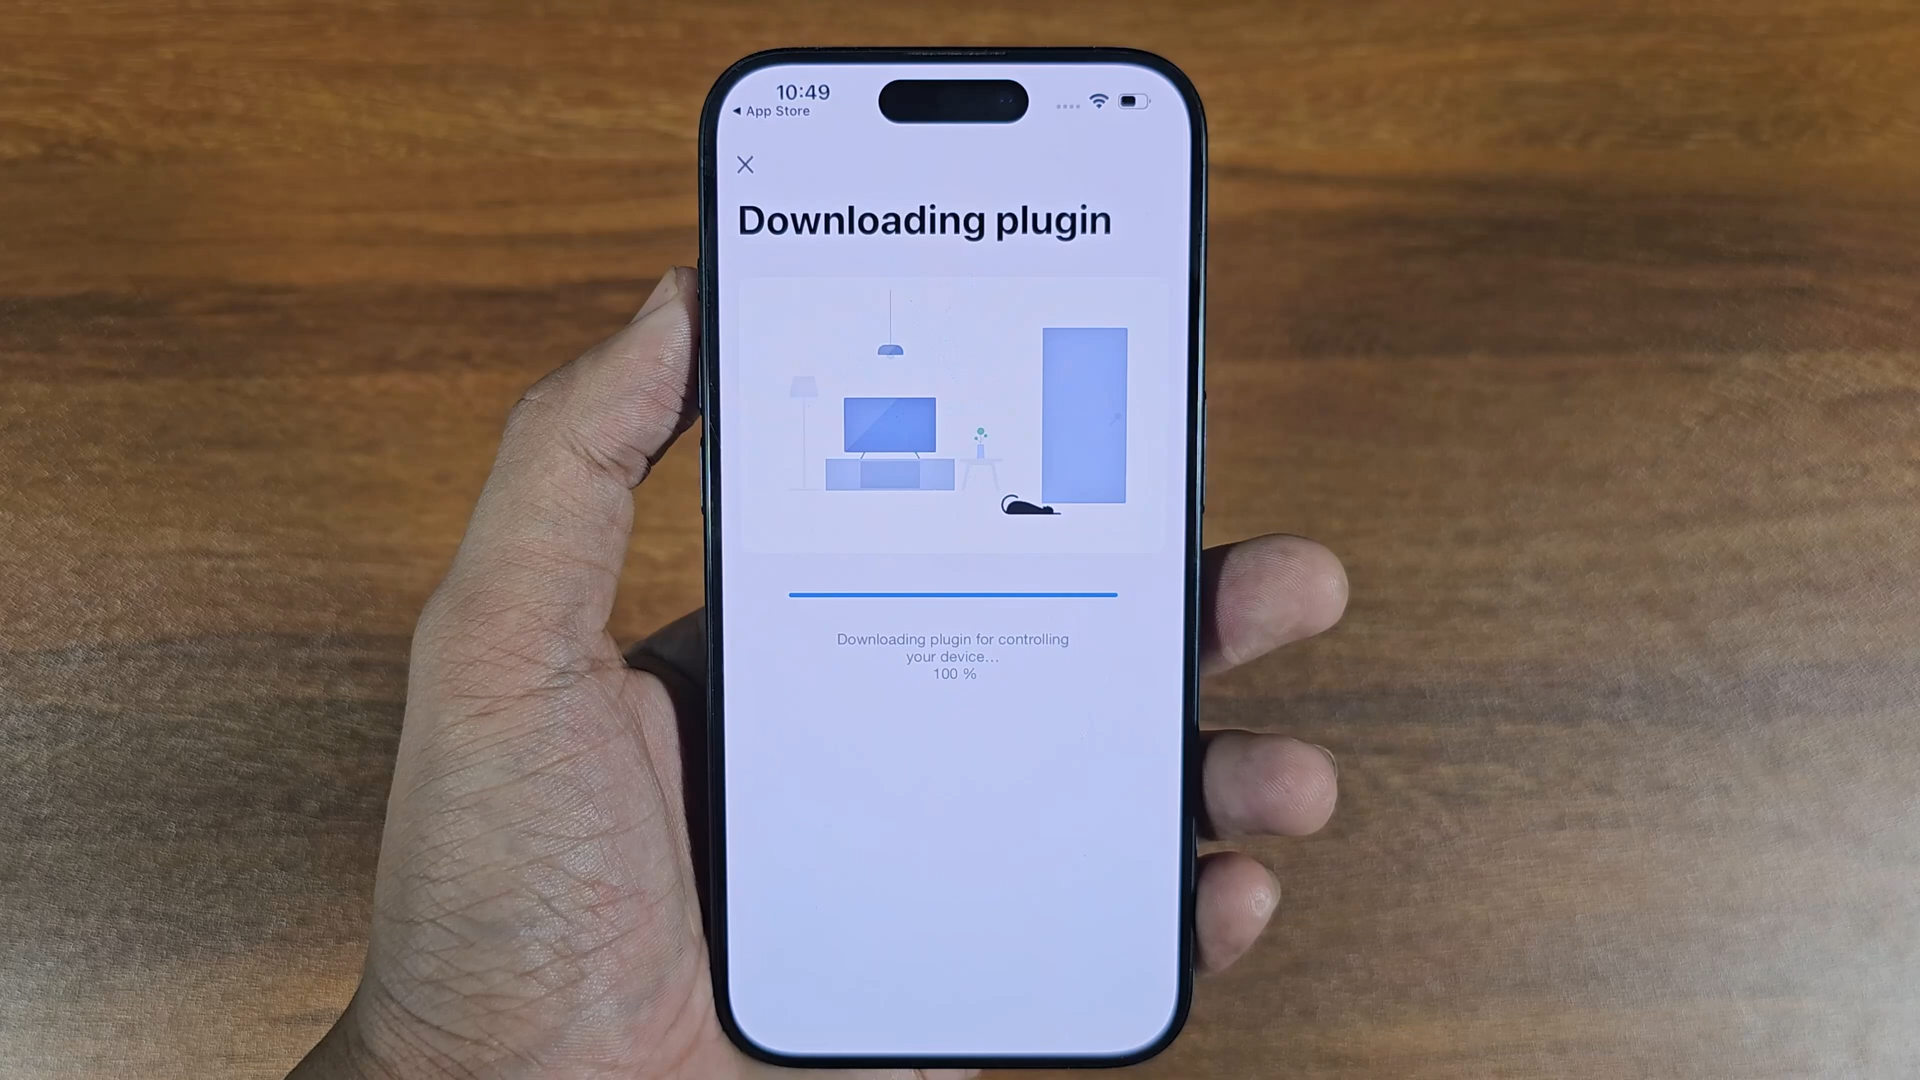 10:49
◀ App Store
Downloading plugin
Downloading plugin for controlling
your device...
100 %